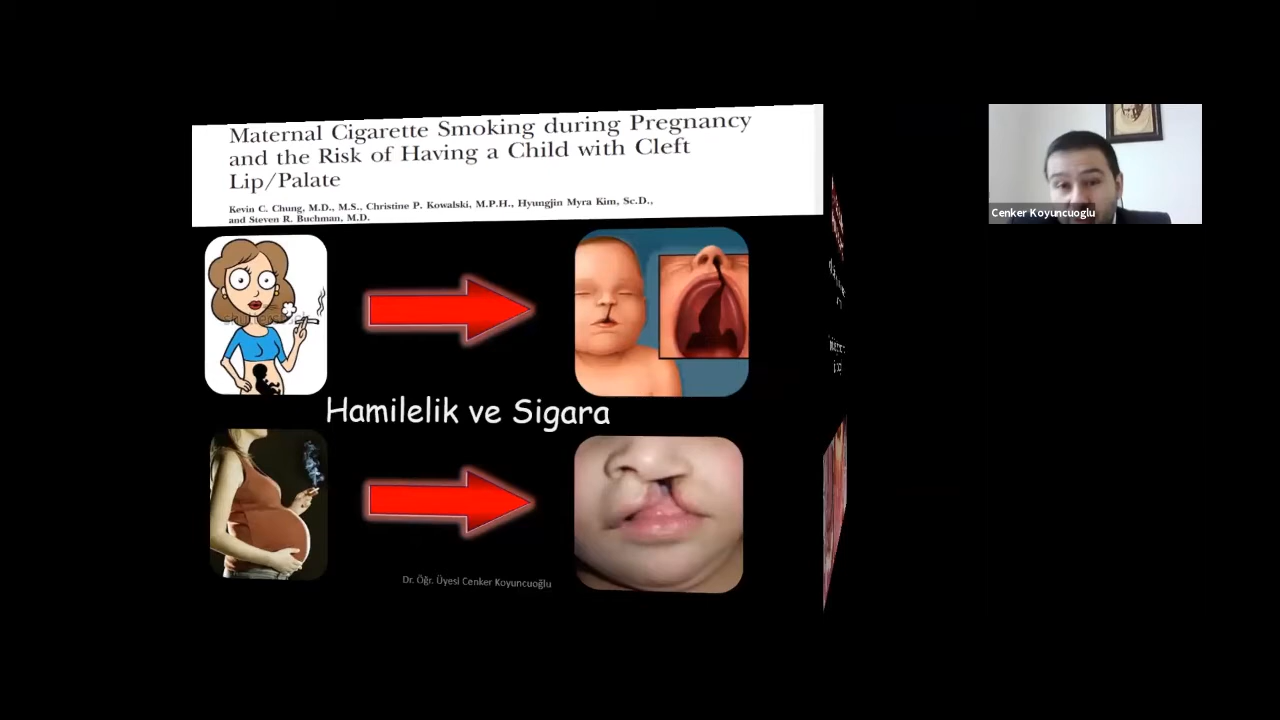 Maternal Cigarette Smoking during Pregnancy
and the Risk of Having a Child with Cleft
Lip/Palate
Kevin C. Chung, M.D., M.S., Christine P. Kowalski, M.P.H., Hyungjin Myra Kim, Sc.D.,
and Steven R. Buchman, M.D.
Cenker Koyuncuoglu
Hamilelik ve Sigara
Dr. Öğr. Üyesi Cenker Koyuncuoğlu